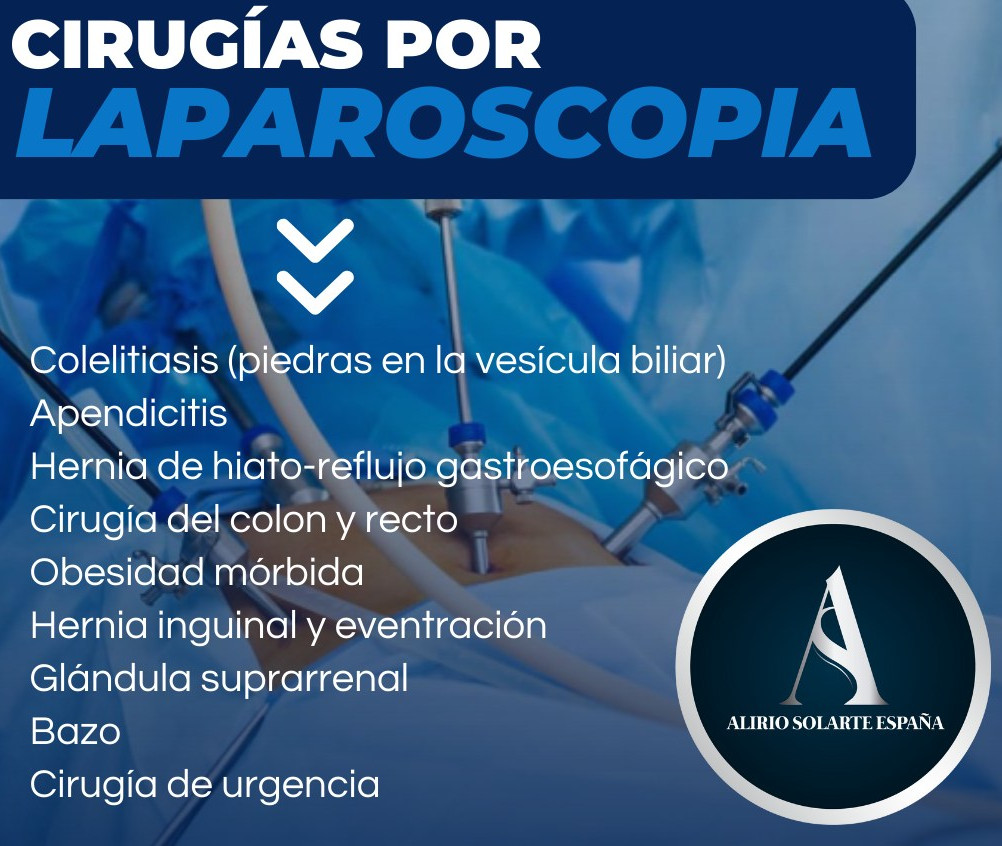 CIRUGÍAS POR
LAPAROSCOPIA
Colelitiasis (piedras en la vesícula biliar)
Apendicitis
Hernia de hiato-reflujo gastroesofágico
Cirugía del colon y recto
Obesidad mórbida
Hernia inguinal y eventración
Glándula suprarrenal
Bazo
Cirugía de urgencia
AS
ALIRIO SOLARTE ESPAÑA